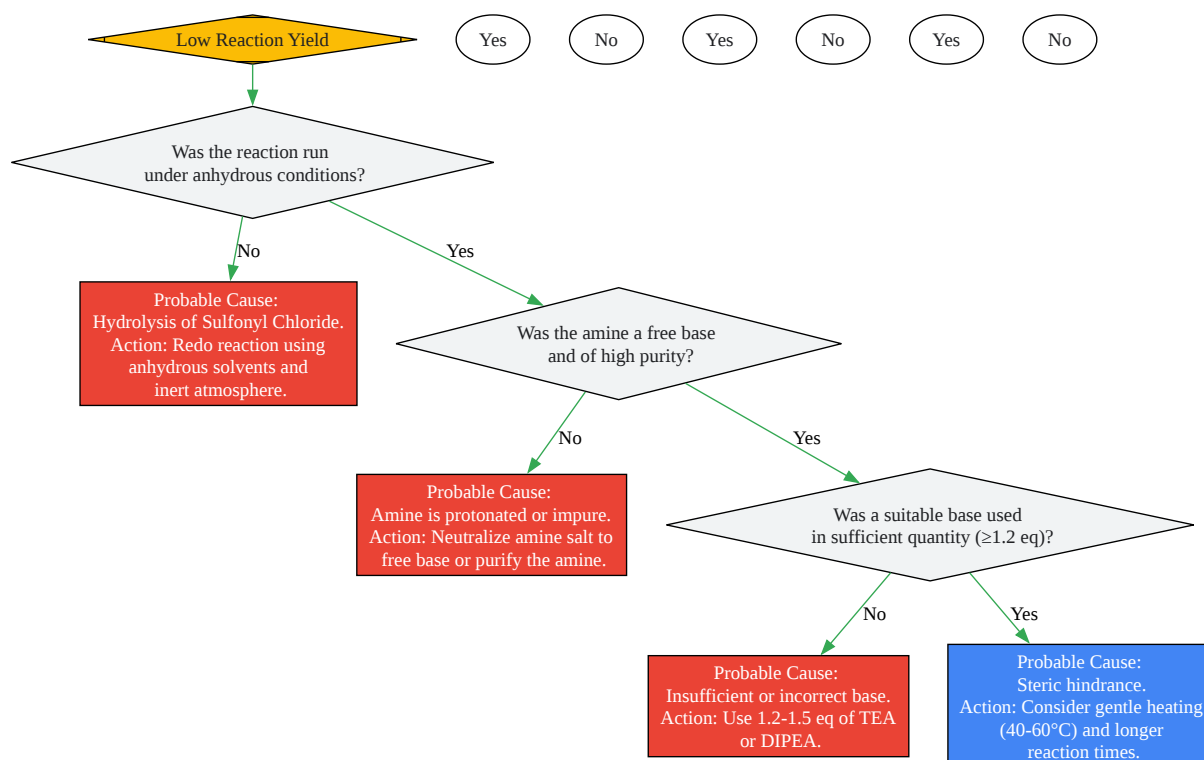 Low Reaction Yield
Yes
No
Yes
No
Yes
No
Was the reaction run
under anhydrous conditions?
No
Yes
Probable Cause:
Hydrolysis of Sulfonyl Chloride.
Action: Redo reaction using
anhydrous solvents and
inert atmosphere.
Was the amine a free base
and of high purity?
No
Yes
Probable Cause:
Amine is protonated or impure.
Action: Neutralize amine salt to
free base or purify the amine.
Was a suitable base used
in sufficient quantity (≥1.2 eq)?
No
Yes
Probable Cause:
Insufficient or incorrect base.
Action: Use 1.2-1.5 eq of TEA
or DIPEA.
Probable Cause:
Steric hindrance.
Action: Consider gentle heating
(40-60°C) and longer
reaction times.